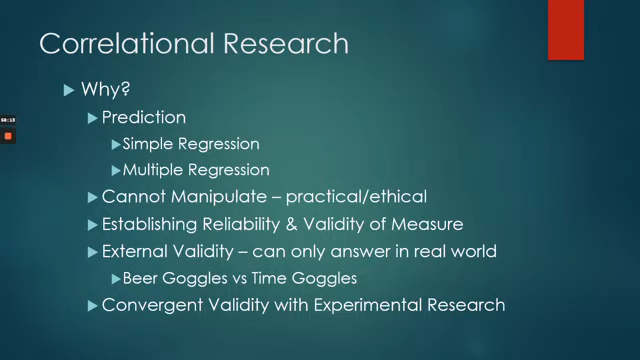 Correlational Research
Why?
Prediction
Simple Regression
Multiple Regression
Cannot Manipulate – practical/ethical
Establishing Reliability & Validity of Measure
External Validity – can only answer in real world
Beer Goggles vs Time Goggles
Convergent Validity with Experimental Research